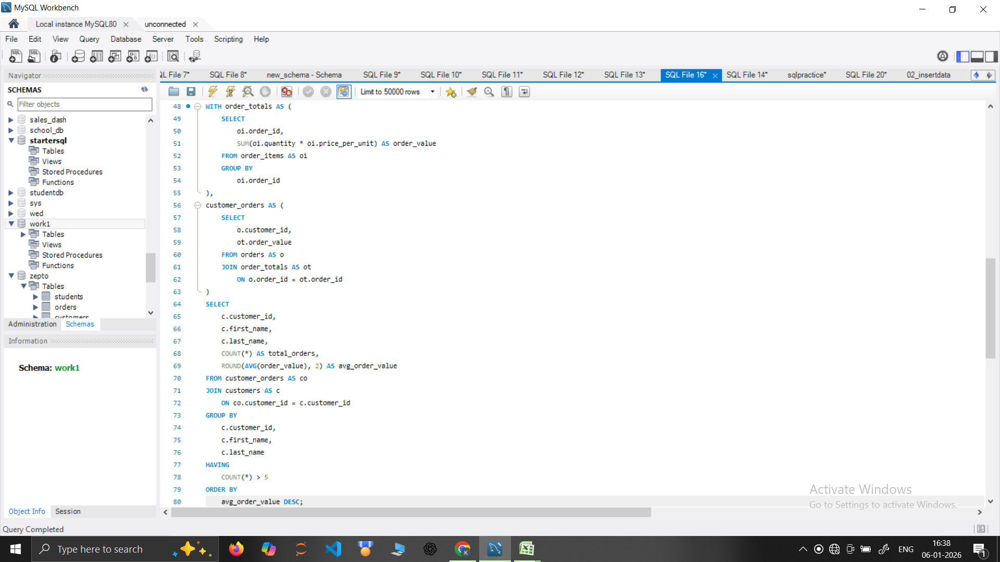 MySQL Workbench
Local instance MySQL80
unconnected
File Edit View Query Database Server Tools Scripting Help
Navigator
SCHEMAS
Filter objects
sales_dash
school_db
startersql
Tables
Views
Stored Procedures
Functions
studentdb
sys
wed
work1
Tables
Views
Stored Procedures
Functions
zepto
Tables
students
orders
customers
Administration Schemas
Information
Schema: work1
Object Info Session
Query Completed
QL File 7* SQL File 8* new_schema - Schema SQL File 9* SQL File 10* SQL File 11* SQL File 12* SQL File 13* SQL File 16* SQL File 14* sqlpractice* SQL File 20* 02_insertdata
Limit to 50000 rows
48 WITH order_totals AS (
49 SELECT
50 oi.order_id,
51 SUM(oi.quantity * oi.price_per_unit) AS order_value
52 FROM order_items AS oi
53 GROUP BY
54 oi.order_id
55 ),
56 customer_orders AS (
57 SELECT
58 o.customer_id,
59 ot.order_value
60 FROM orders AS o
61 JOIN order_totals AS ot
62 ON o.order_id = ot.order_id
63 )
64 SELECT
65 c.customer_id,
66 c.first_name,
67 c.last_name,
68 COUNT(*) AS total_orders,
69 ROUND(AVG(order_value), 2) AS avg_order_value
70 FROM customer_orders AS co
71 JOIN customers AS c
72 ON co.customer_id = c.customer_id
73 GROUP BY
74 c.customer_id,
75 c.first_name,
76 c.last_name
77 HAVING
78 COUNT(*) > 5
79 ORDER BY
80 avg_order_value DESC;
Activate Windows
Go to Settings to activate Windows.
Type here to search
ENG
16:38
06-01-2026
1